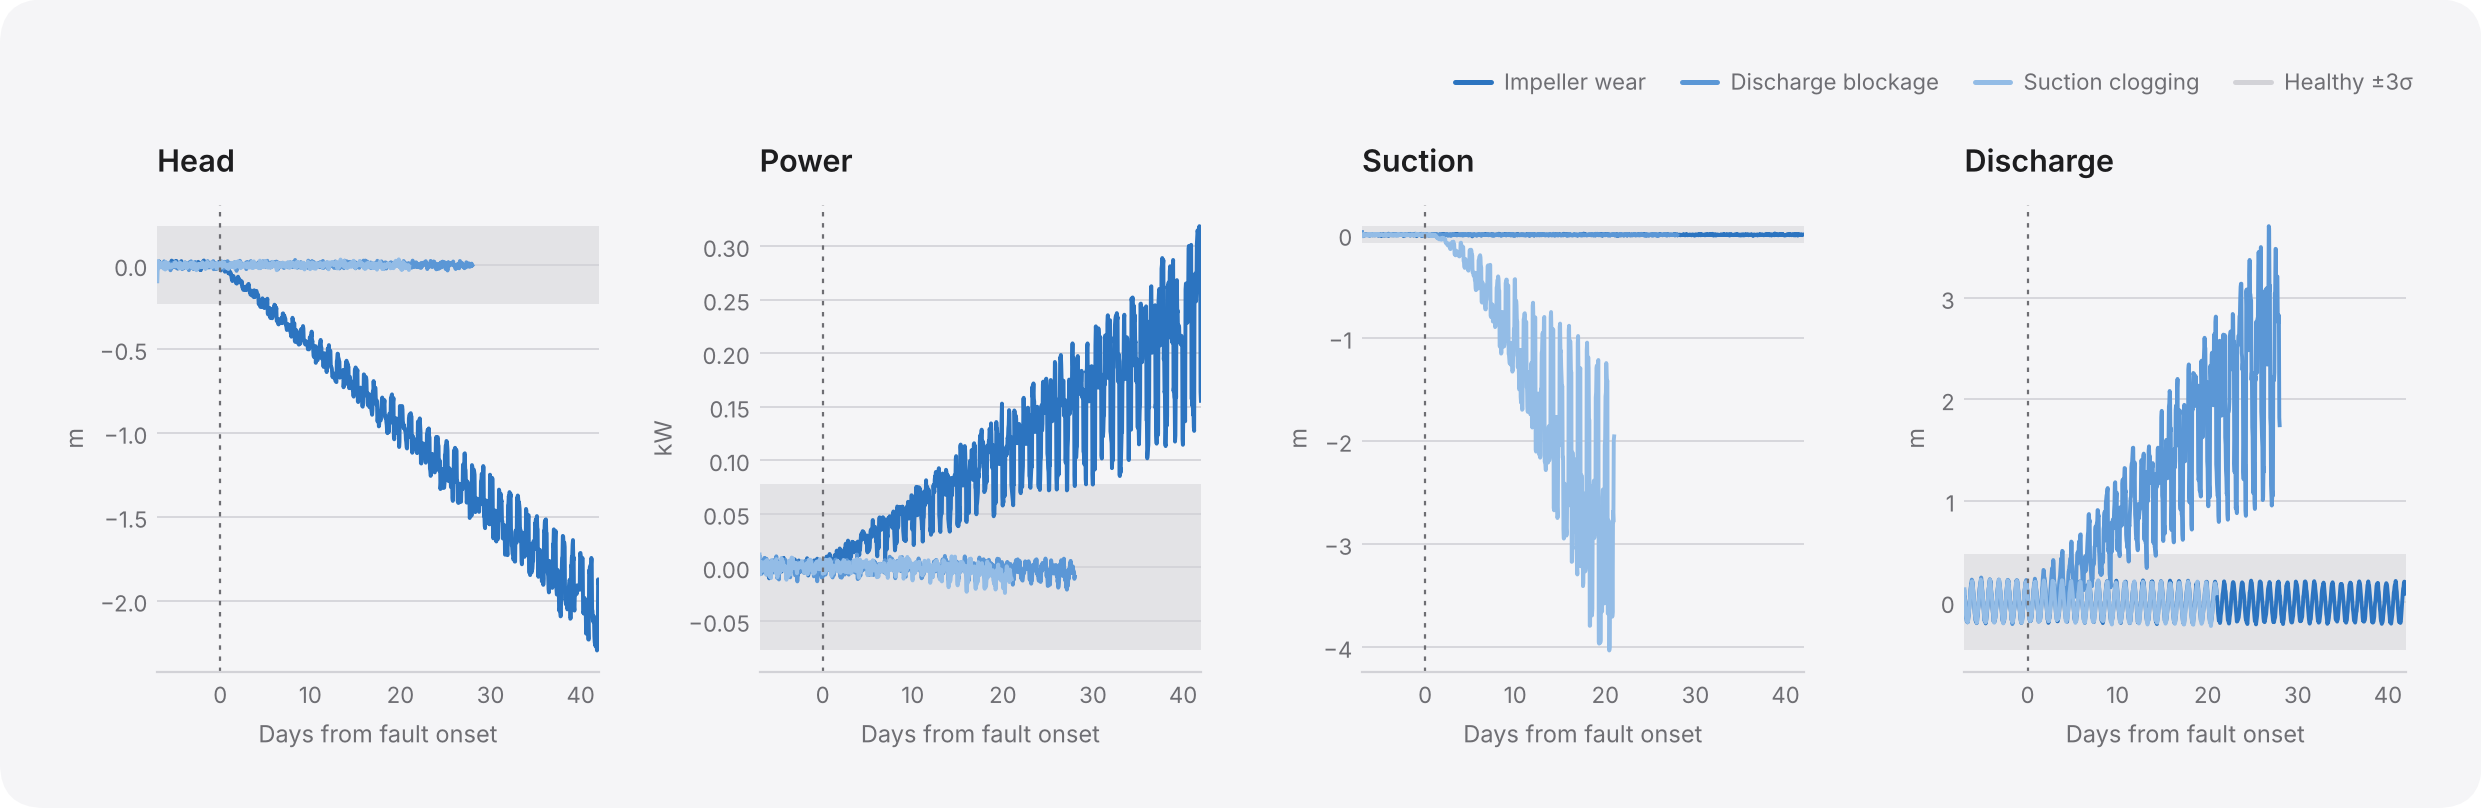 Impeller wear Discharge blockage Suction clogging Healthy ±3σ
Head
0.0
−0.5
−1.0
−1.5
−2.0
m
0 10 20 30 40
Days from fault onset
Power
0.30
0.25
0.20
0.15
0.10
0.05
0.00
−0.05
kW
0 10 20 30 40
Days from fault onset
Suction
0
−1
−2
−3
−4
m
0 10 20 30 40
Days from fault onset
Discharge
3
2
1
0
m
0 10 20 30 40
Days from fault onset